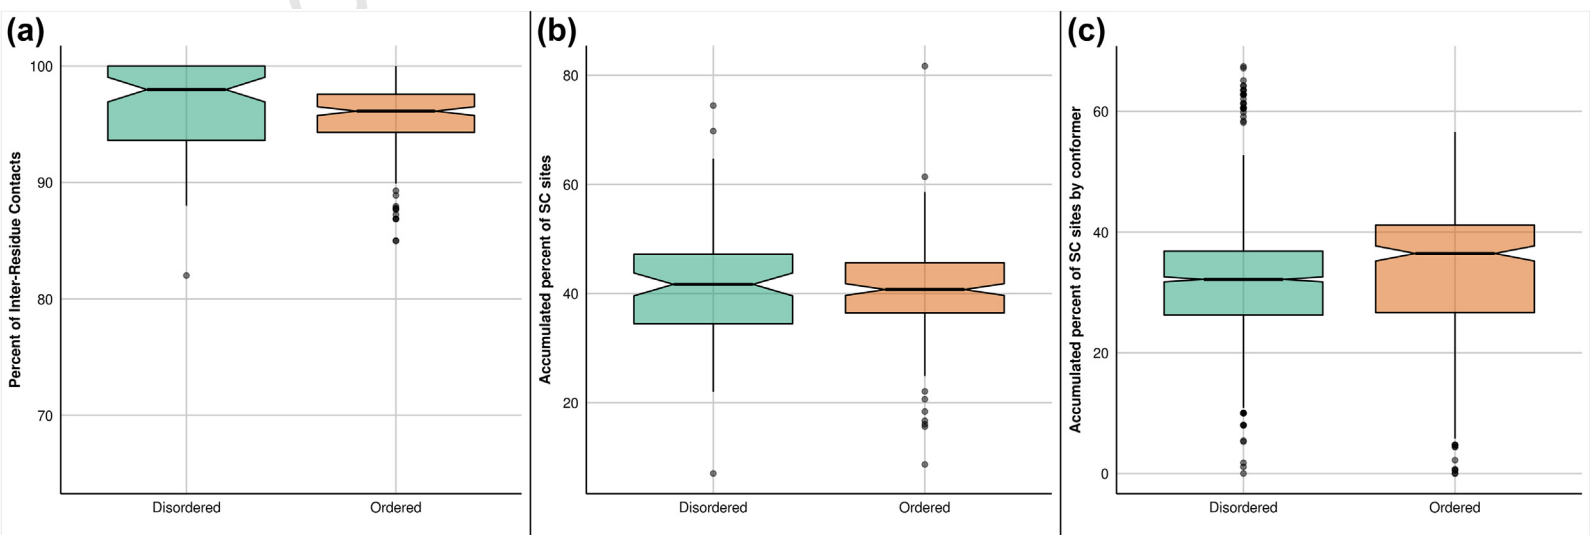 (a)
Percent of Inter-Residue Contacts
100
90
80
70
Disordered
Ordered
(b)
Accumulated percent of SC sites
80
60
40
20
Disordered
Ordered
(c)
Accumulated percent of SC sites by conformer
60
40
20
0
Disordered
Ordered